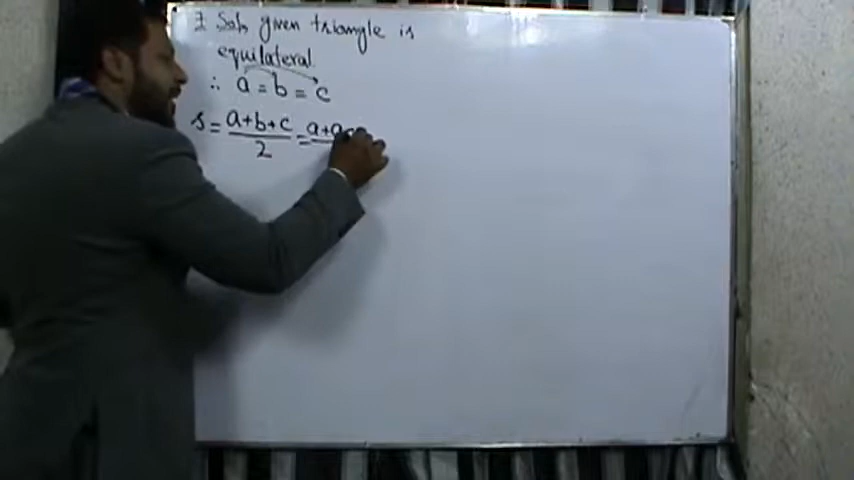 Sol: given triangle is
equilateral
∴ a = b = c
s = a+b+c/2 = a+a